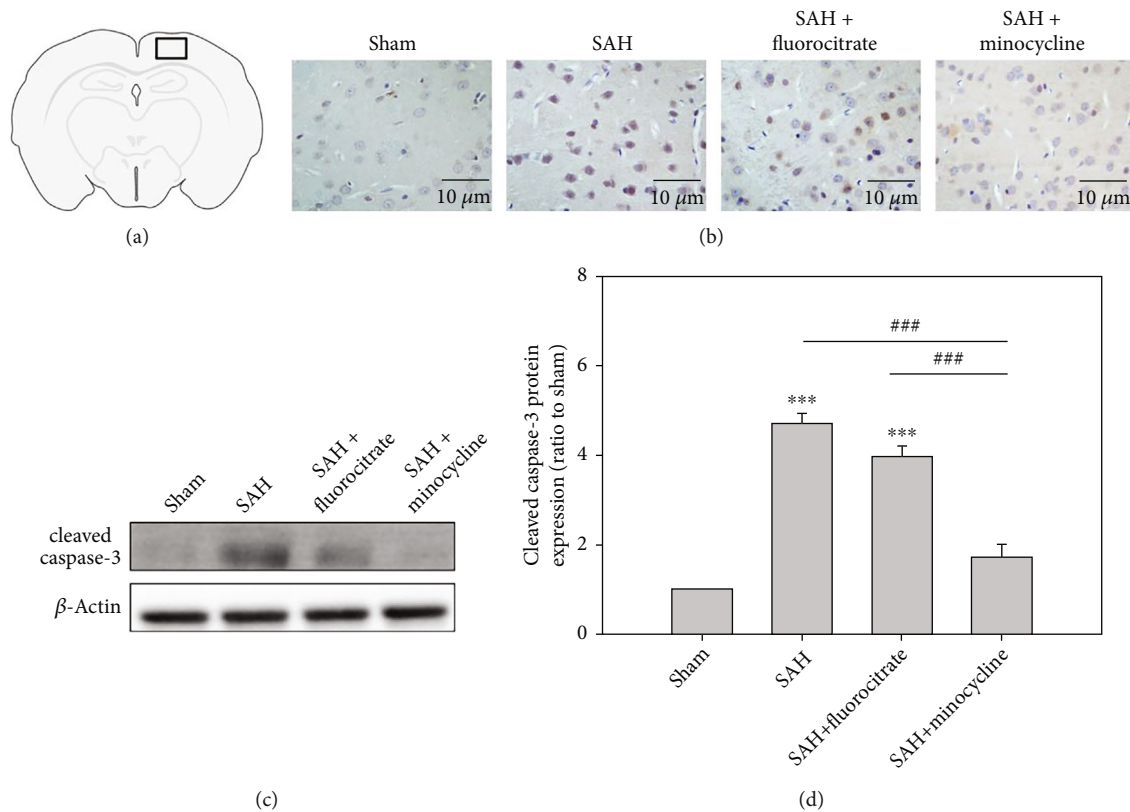 Sham
SAH
SAH +
fluorocitrate
SAH +
minocycline
10 μm
10 μm
10 μm
10 μm
(a)
(b)
Sham
SAH
SAH +
fluorocitrate
SAH +
minocycline
cleaved
caspase-3
β-Actin
(c)
Cleaved caspase-3 protein
expression (ratio to sham)
8
6
4
2
0
###
###
***
***
Sham
SAH
SAH+fluorocitrate
SAH+minocycline
(d)